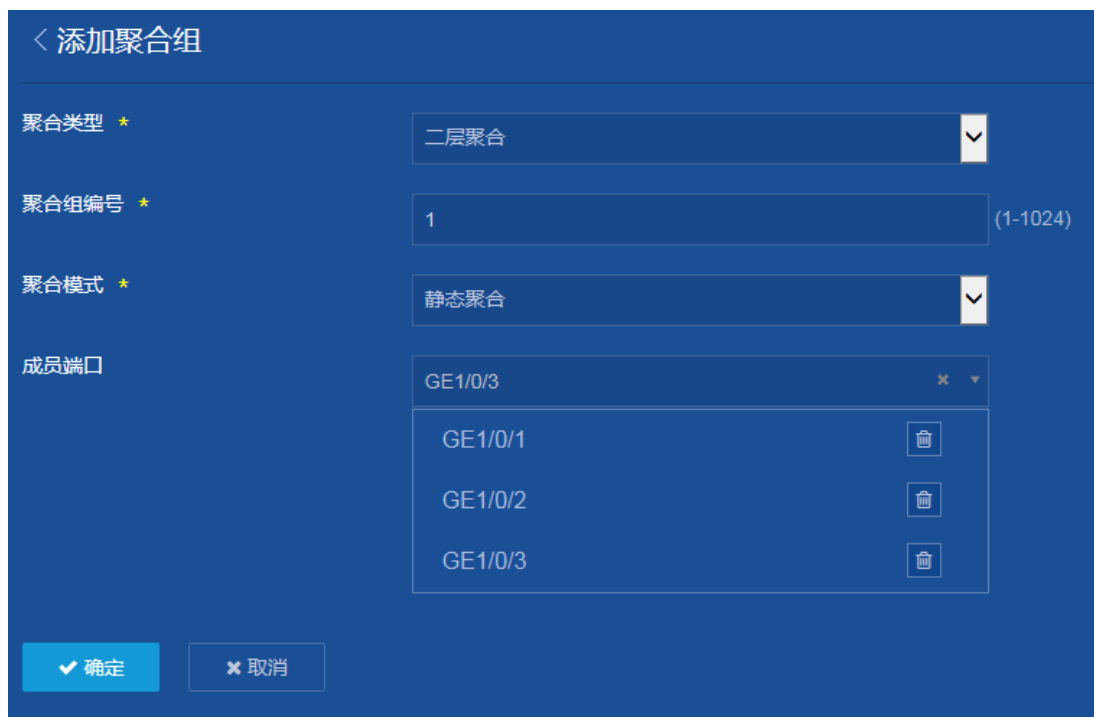 添加聚合组
聚合类型 *
二层聚合
聚合组编号 *
1
(1-1024)
聚合模式 *
静态聚合
成员端口
GE1/0/3
GE1/0/1
GE1/0/2
GE1/0/3
确定
取消